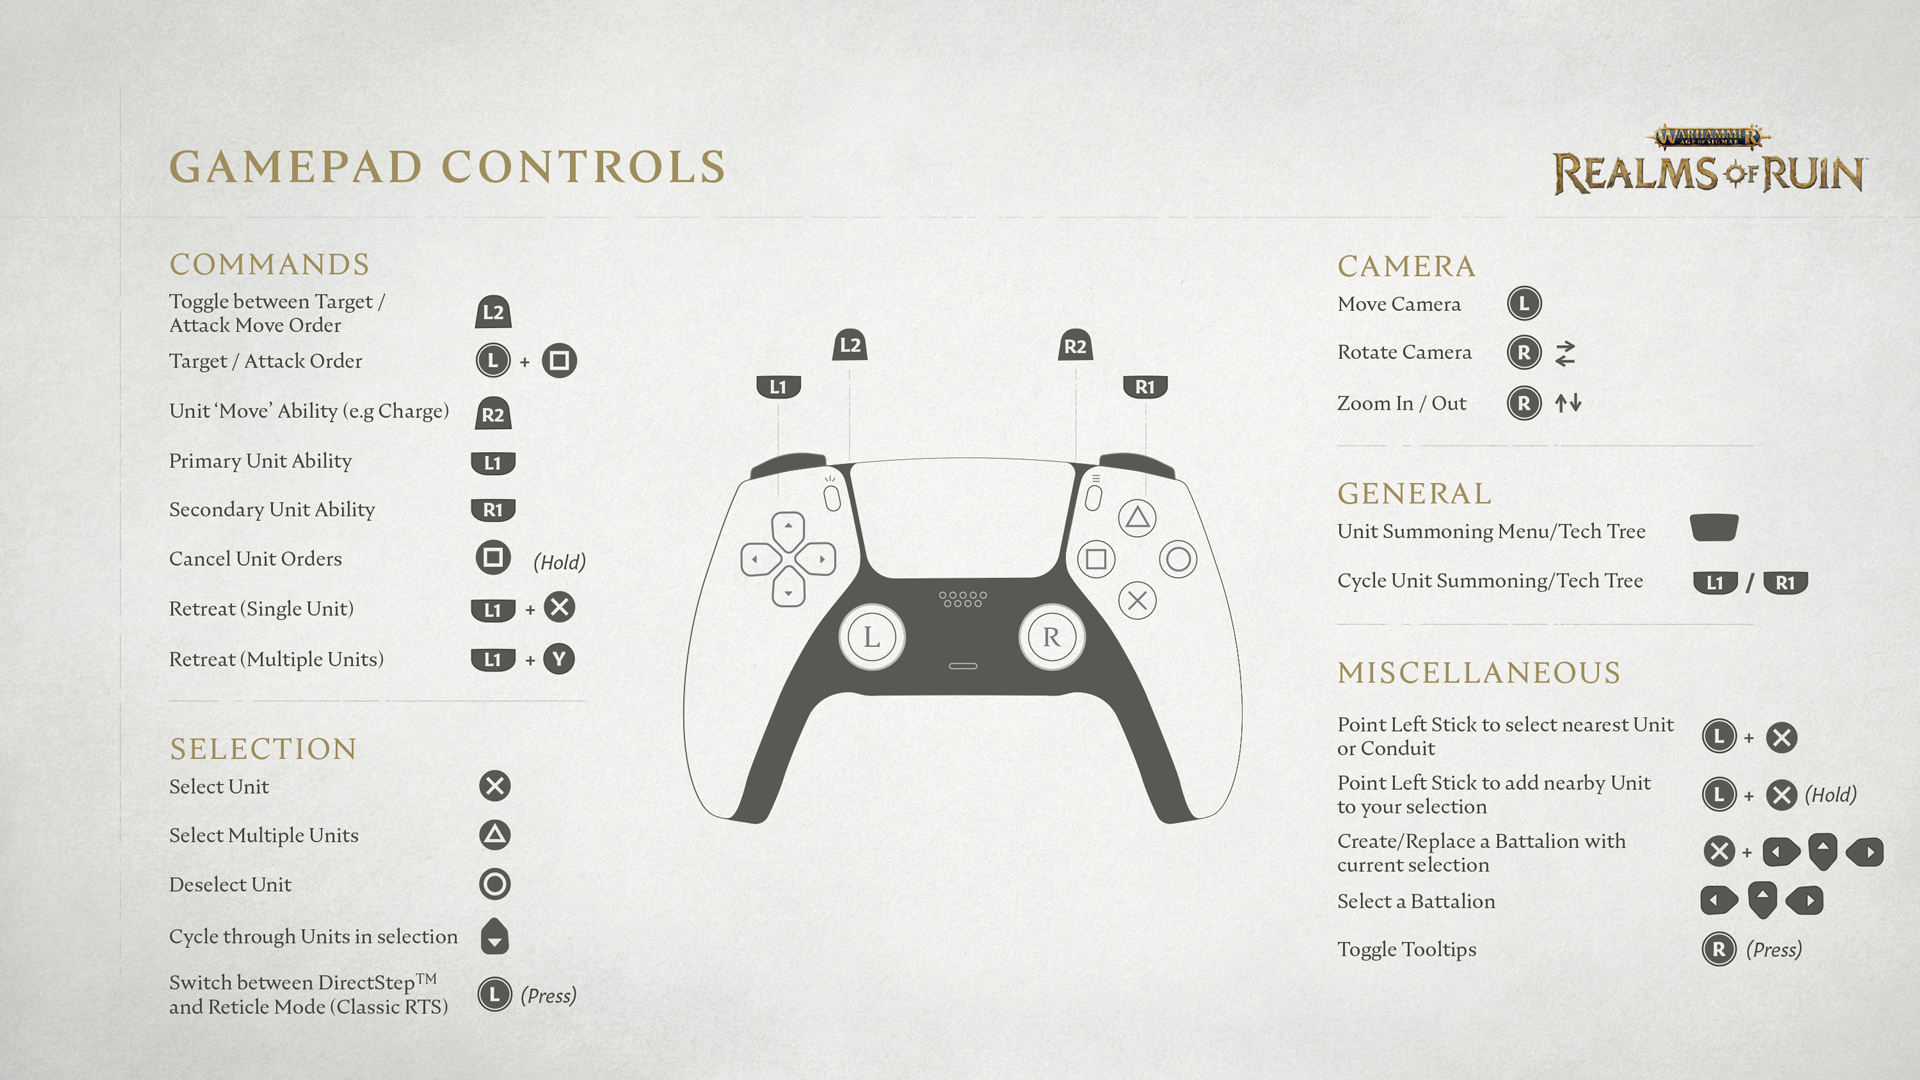 GAMEPAD CONTROLS
WARHAMMER
AGE OF SIGMAR
REALMS OF RUIN
COMMANDS
Toggle between Target /
Attack Move Order
L2
Target / Attack Order
L +
Unit ‘Move’ Ability (e.g Charge)
R2
Primary Unit Ability
L1
Secondary Unit Ability
R1
Cancel Unit Orders
(Hold)
Retreat (Single Unit)
L1 +
Retreat (Multiple Units)
L1 + Y
SELECTION
Select Unit
Select Multiple Units
Deselect Unit
Cycle through Units in selection
Switch between DirectStep™
and Reticle Mode (Classic RTS)
L (Press)
L2
R2
L1
R1
L
R
CAMERA
Move Camera
L
Rotate Camera
R
Zoom In / Out
R
GENERAL
Unit Summoning Menu/Tech Tree
Cycle Unit Summoning/Tech Tree
L1 / R1
MISCELLANEOUS
Point Left Stick to select nearest Unit
or Conduit
L +
Point Left Stick to add nearby Unit
to your selection
L + (Hold)
Create/Replace a Battalion with
current selection
+
Select a Battalion
Toggle Tooltips
R (Press)